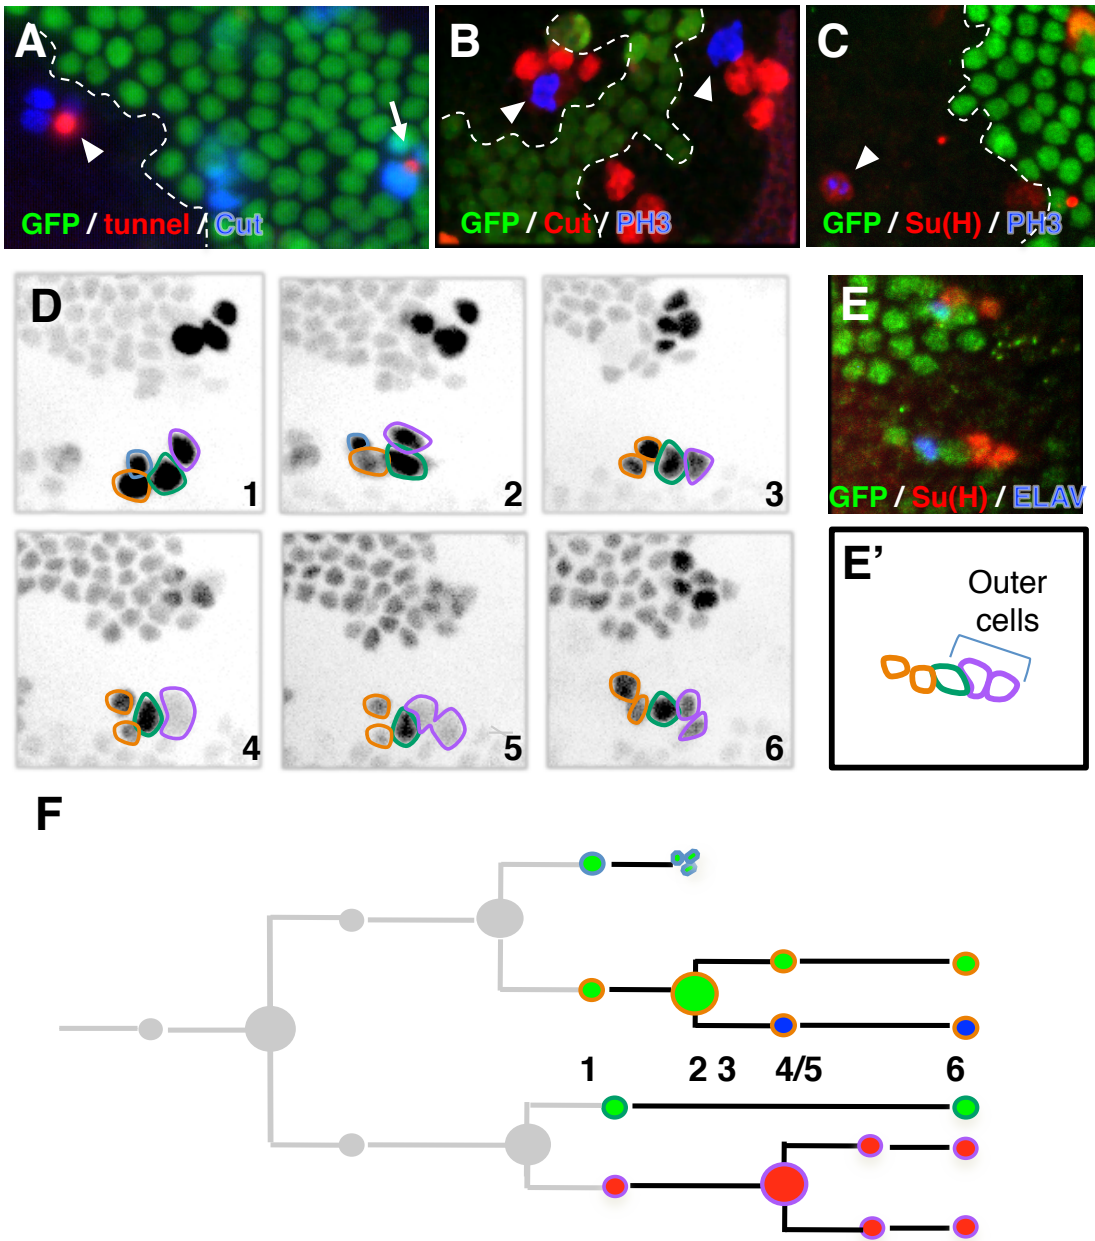 A
GFP / tunnel / Cut
B
GFP / Cut / PH3
C
GFP / Su(H) / PH3
D
1
2
3
E
GFP / Su(H) / ELAV
4
5
6
E’
Outer
cells
F
1
2 3
4/5
6